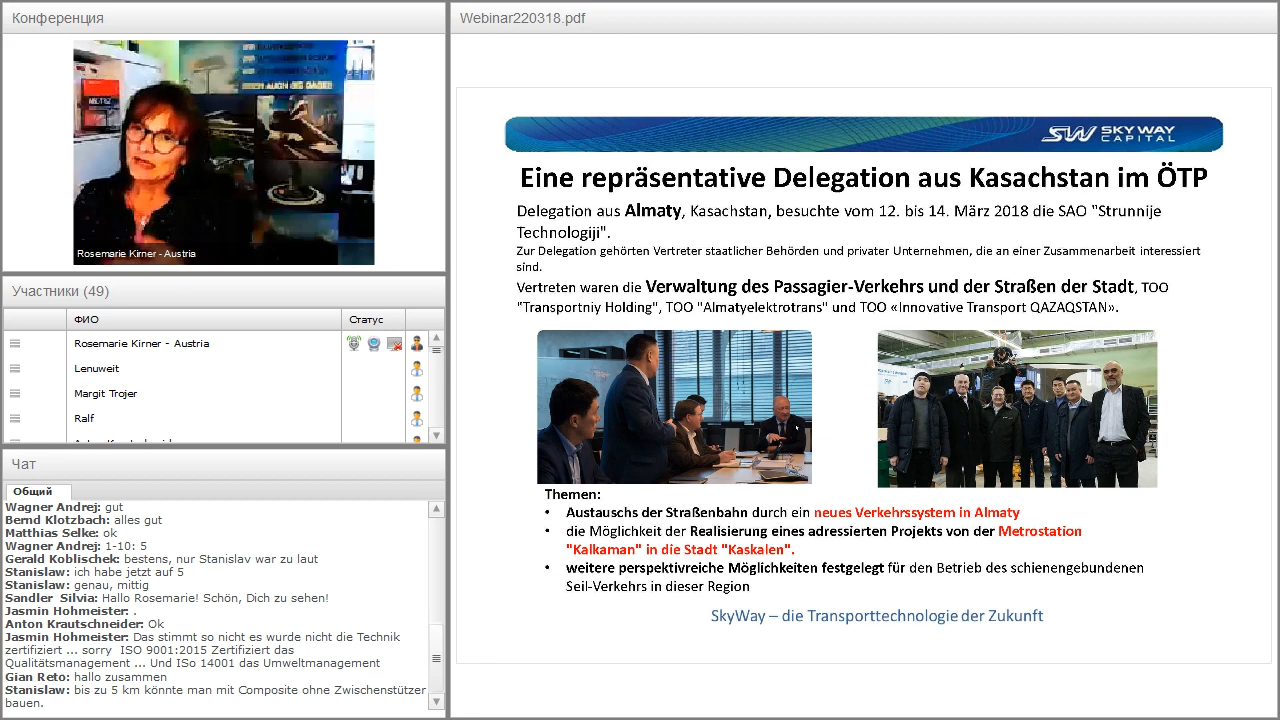 Конференция
Rosemarie Kirner - Austria
Участники (49)
ФИО
Статус
Rosemarie Kirner - Austria
Lenuweit
Margit Trojer
Ralf
Чат
Общий
Wagner Andrej: gut
Bernd Klotzbach: alles gut
Matthias Selke: ok
Wagner Andrej: 1-10: 5
Gerald Koblischek: bestens, nur Stanislav war zu laut
Stanislaw: ich habe jetzt auf 5
Stanislaw: genau, mittig
Sandler Silvia: Hallo Rosemarie! Schön, Dich zu sehen!
Jasmin Hohmeister: .
Anton Krautschneider: Ok
Jasmin Hohmeister: Das stimmt so nicht es wurde nicht die Technik
zertifiziert ... sorry ISO 9001:2015 Zertifiziert das
Qualitätsmanagement ... Und iSo 14001 das Umweltmanagement
Gian Reto: hallo zusammen
Stanislaw: bis zu 5 km könnte man mit Composite ohne Zwischenstützer
bauen.
Webinar220318.pdf
SW SKY WAY
CAPITAL
Eine repräsentative Delegation aus Kasachstan im ÖTP
Delegation aus Almaty, Kasachstan, besuchte vom 12. bis 14. März 2018 die SAO "Strunnije
Technologiji".
Zur Delegation gehörten Vertreter staatlicher Behörden und privater Unternehmen, die an einer Zusammenarbeit interessiert
sind.
Vertreten waren die Verwaltung des Passagier-Verkehrs und der Straßen der Stadt, TOO
"Transportniy Holding", TOO "Almatyelektrotrans" und TOO «Innovative Transport QAZAQSTAN».
Themen:
• Austauschs der Straßenbahn durch ein neues Verkehrssystem in Almaty
• die Möglichkeit der Realisierung eines adressierten Projekts von der Metrostation
"Kalkaman" in die Stadt "Kaskalen".
• weitere perspektivreiche Möglichkeiten festgelegt für den Betrieb des schienengebundenen
Seil-Verkehrs in dieser Region
SkyWay – die Transporttechnologie der Zukunft